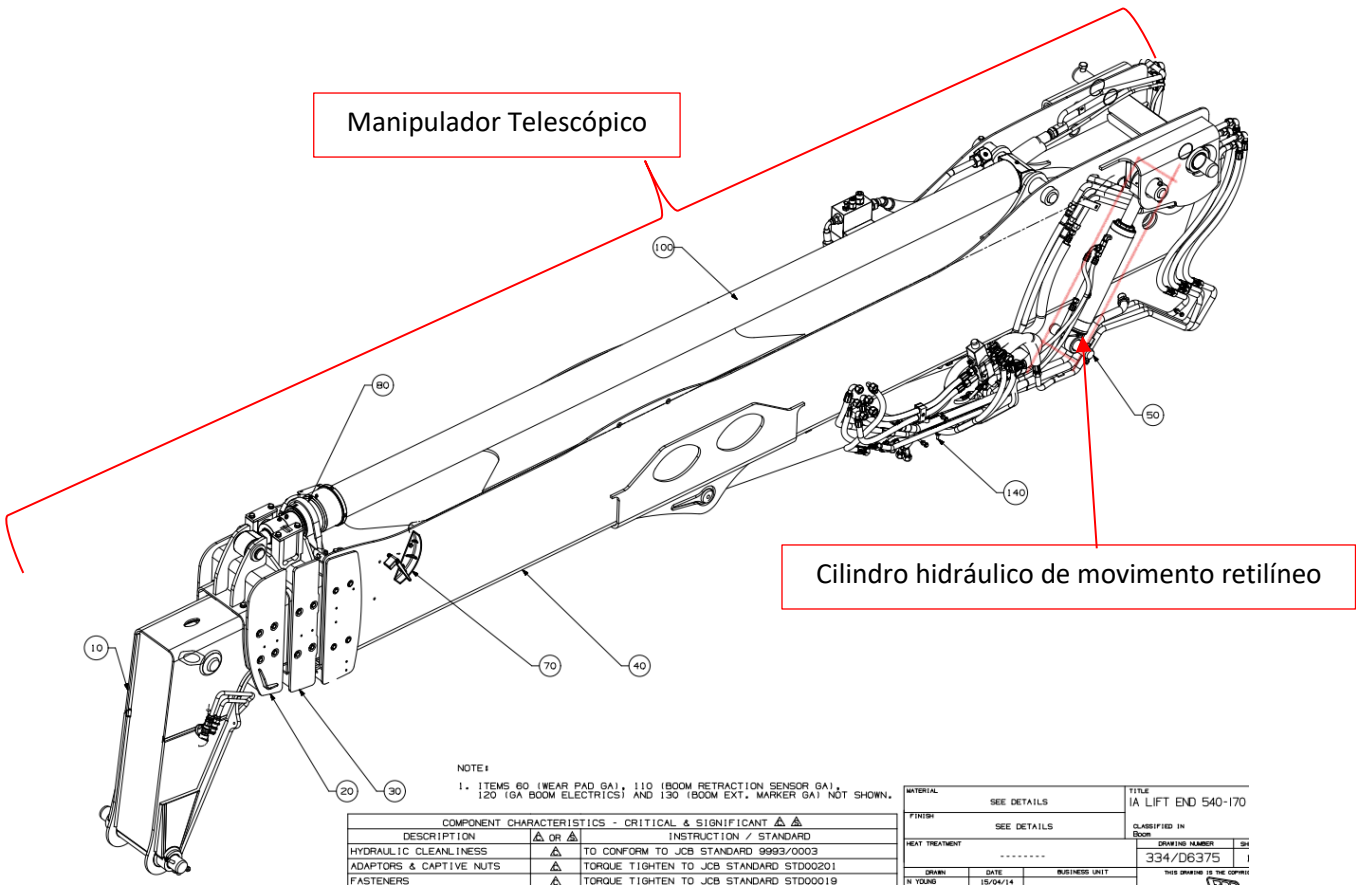 Manipulador Telescópico
100
80
50
140
Cilindro hidráulico de movimento retilíneo
10
70
40
20
30
NOTE:
1. ITEMS 60 (WEAR PAD GA), 110 (BOOM RETRACTION SENSOR GA),
120 (GA BOOM ELECTRICS) AND 130 (BOOM EXT. MARKER GA) NOT SHOWN.
COMPONENT CHARACTERISTICS - CRITICAL & SIGNIFICANT
DESCRIPTION OR INSTRUCTION / STANDARD
HYDRAULIC CLEANLINESS TO CONFORM TO JCB STANDARD 9993/0003
ADAPTORS & CAPTIVE NUTS TORQUE TIGHTEN TO JCB STANDARD STD00201
FASTENERS TORQUE TIGHTEN TO JCB STANDARD STD00019
MATERIAL
SEE DETAILS
FINISH
SEE DETAILS
HEAT TREATMENT
--------
DRAWN DATE BUSINESS UNIT
N YOUNG 15/04/14
TITLE
IA LIFT END 540-170
CLASSIFIED IN
Boom
DRAWING NUMBER
334/D6375
THIS DRAWING IS THE